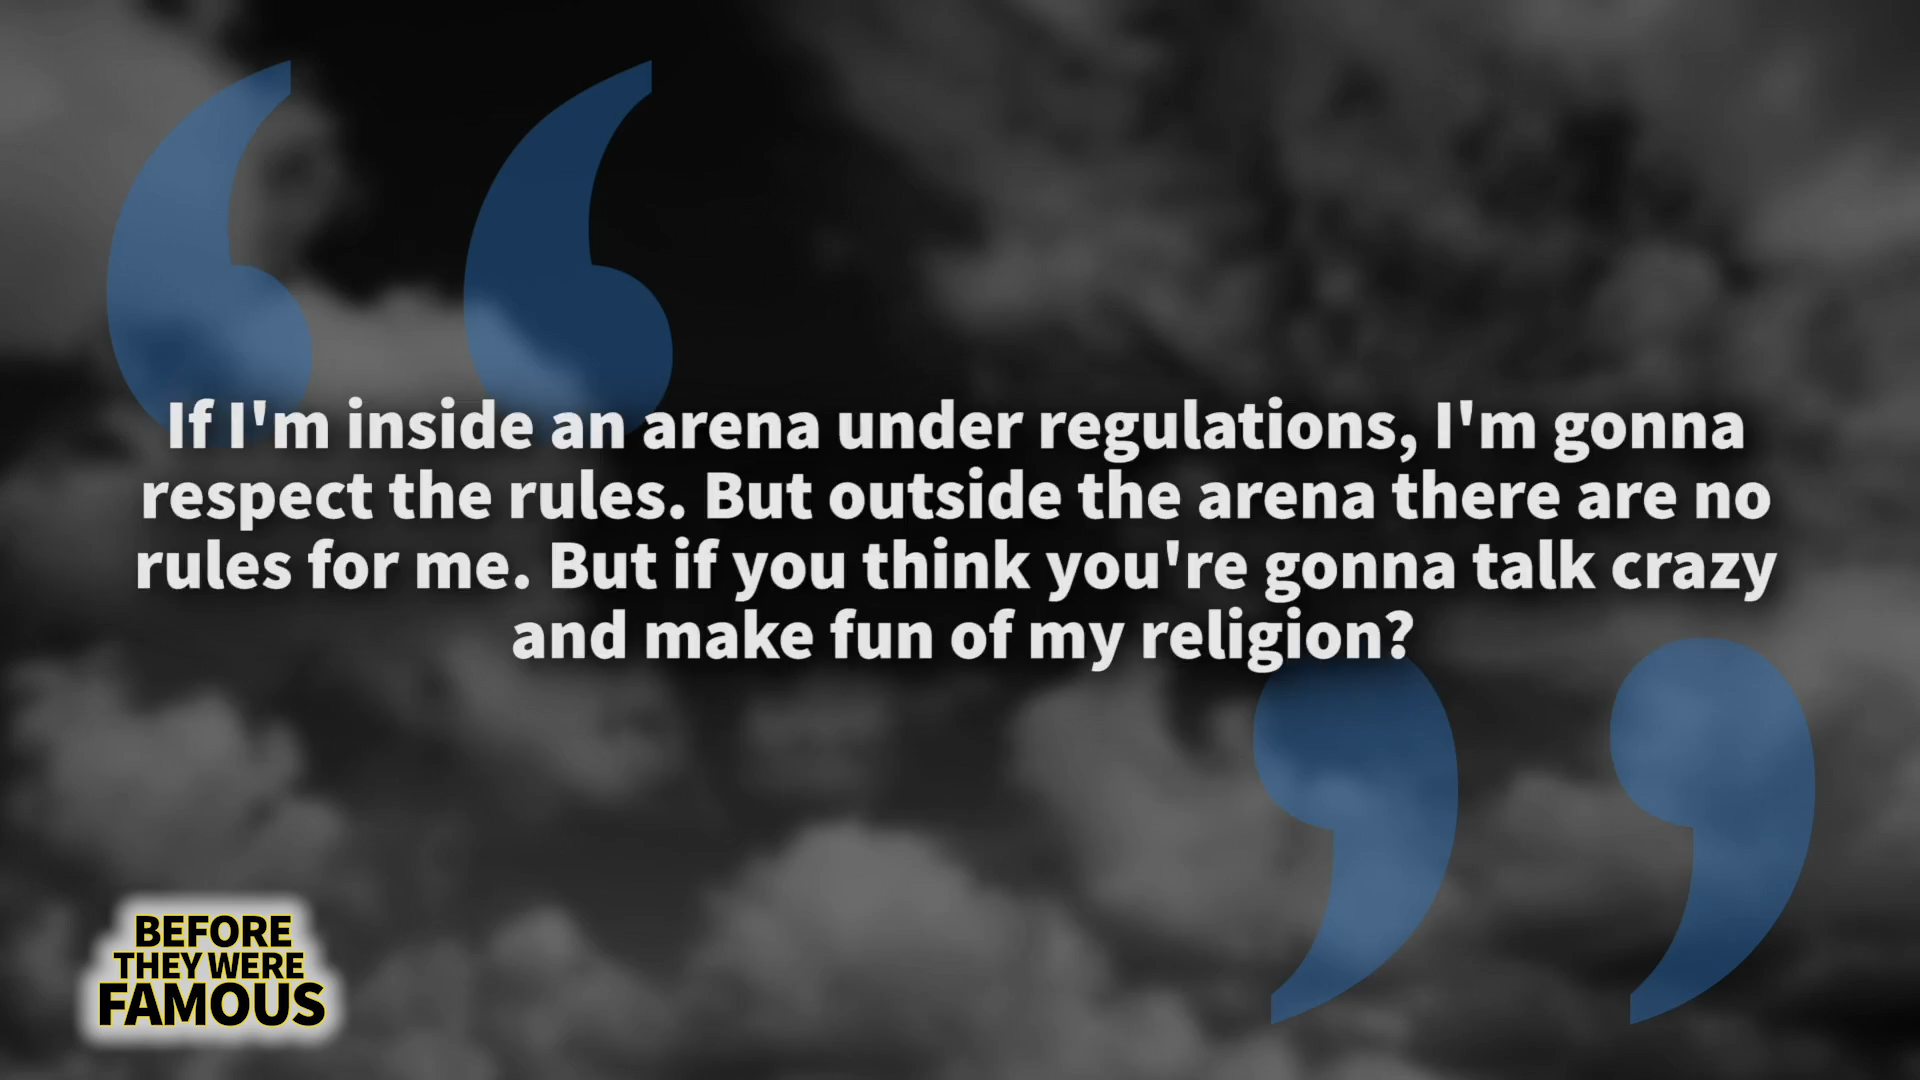 If I'm inside an arena under regulations, I'm gonna
respect the rules. But outside the arena there are no
rules for me. But if you think you're gonna talk crazy
and make fun of my religion?
BEFORE
THEY WERE
FAMOUS